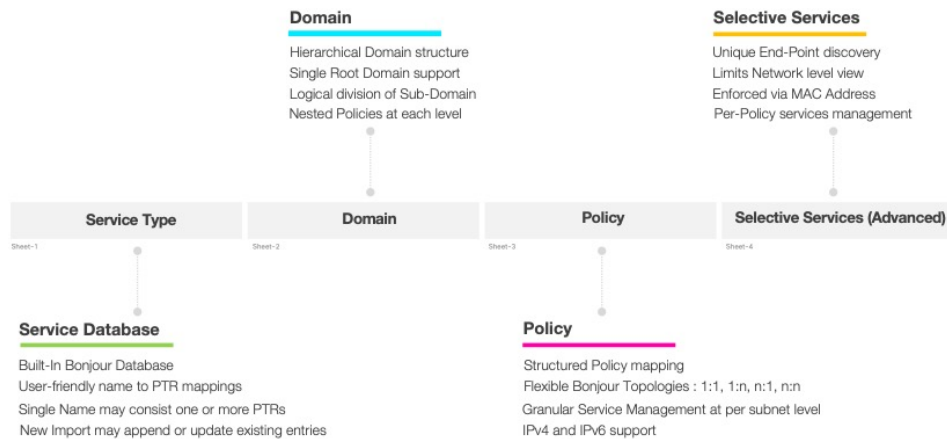 Domain
Hierarchical Domain structure
Single Root Domain support
Logical division of Sub-Domain
Nested Policies at each level
Selective Services
Unique End-Point discovery
Limits Network level view
Enforced via MAC Address
Per-Policy services management
Service Type
Domain
Policy
Selective Services (Advanced)
Sheet-1
Sheet-2
Sheet-3
Sheet-4
Service Database
Built-In Bonjour Database
User-friendly name to PTR mappings
Single Name may consist one or more PTRs
New Import may append or update existing entries
Policy
Structured Policy mapping
Flexible Bonjour Topologies : 1:1, 1:n, n:1, n:n
Granular Service Management at per subnet level
IPv4 and IPv6 support